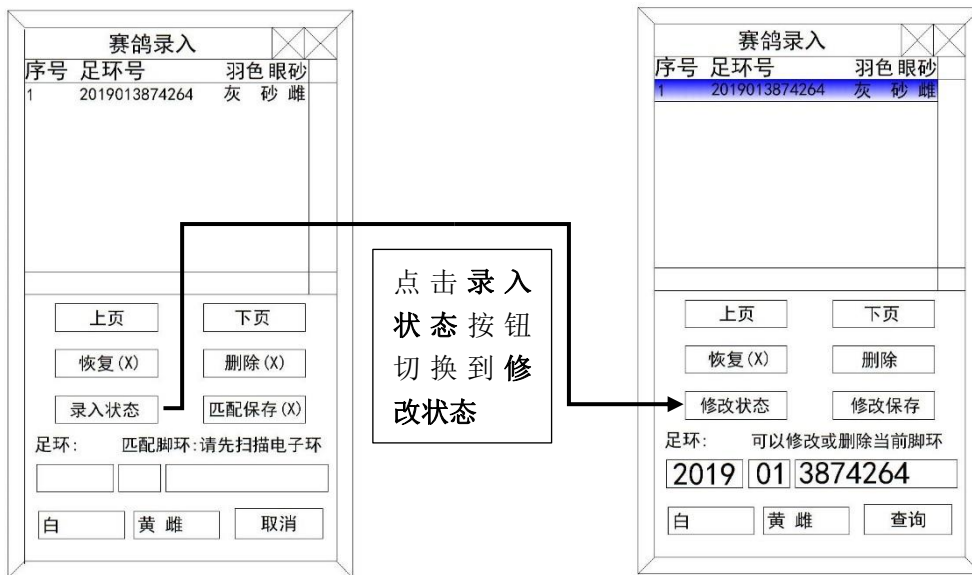 赛鸽录入
序号 足环号 羽色 眼砂
1 2019013874264 灰 砂 雌
上页 下页
恢复(X) 删除(X)
录入状态 匹配保存(X)
足环: 匹配脚环:请先扫描电子环
白 黄 雌 取消
点击录入
状态按钮
切换到修
改状态
赛鸽录入
序号 足环号 羽色 眼砂
1 2019013874264 灰 砂 雌
上页 下页
恢复(X) 删除
修改状态 修改保存
足环: 可以修改或删除当前脚环
2019 01 3874264
白 黄 雌 查询